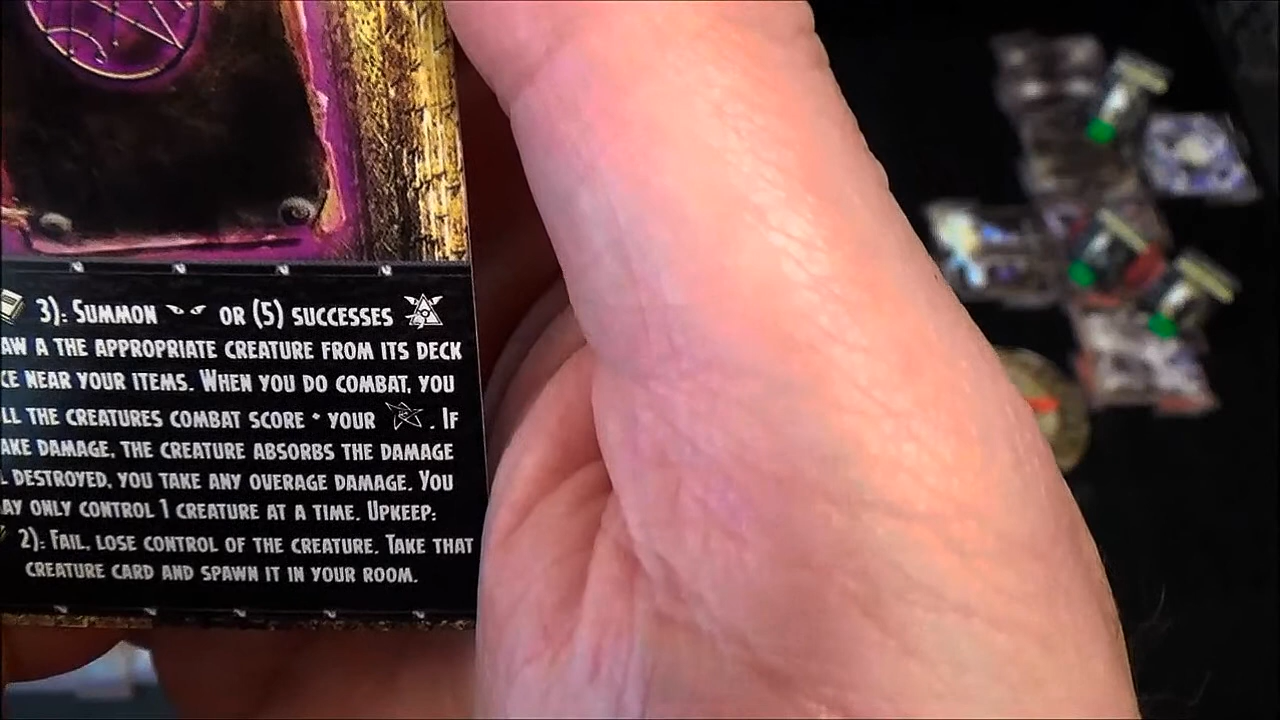 3): SUMMON OR (5) SUCCESSES
AW A THE APPROPRIATE CREATURE FROM ITS DECK
CE NEAR YOUR ITEMS. WHEN YOU DO COMBAT, YOU
LL THE CREATURES COMBAT SCORE + YOUR . IF
AKE DAMAGE, THE CREATURE ABSORBS THE DAMAGE
L DESTROYED, YOU TAKE ANY OVERAGE DAMAGE. YOU
AY ONLY CONTROL 1 CREATURE AT A TIME. UPKEEP:
2): FAIL, LOSE CONTROL OF THE CREATURE. TAKE THAT
CREATURE CARD AND SPAWN IT IN YOUR ROOM.